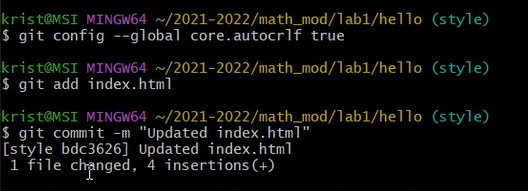 krist@MSI MINGW64 ~/2021-2022/math_mod/lab1/hello (style)
$ git config --global core.autocrlf true
krist@MSI MINGW64 ~/2021-2022/math_mod/lab1/hello (style)
$ git add index.html
krist@MSI MINGW64 ~/2021-2022/math_mod/lab1/hello (style)
$ git commit -m "Updated index.html"
[style bdc3626] Updated index.html
 1 file changed, 4 insertions(+)